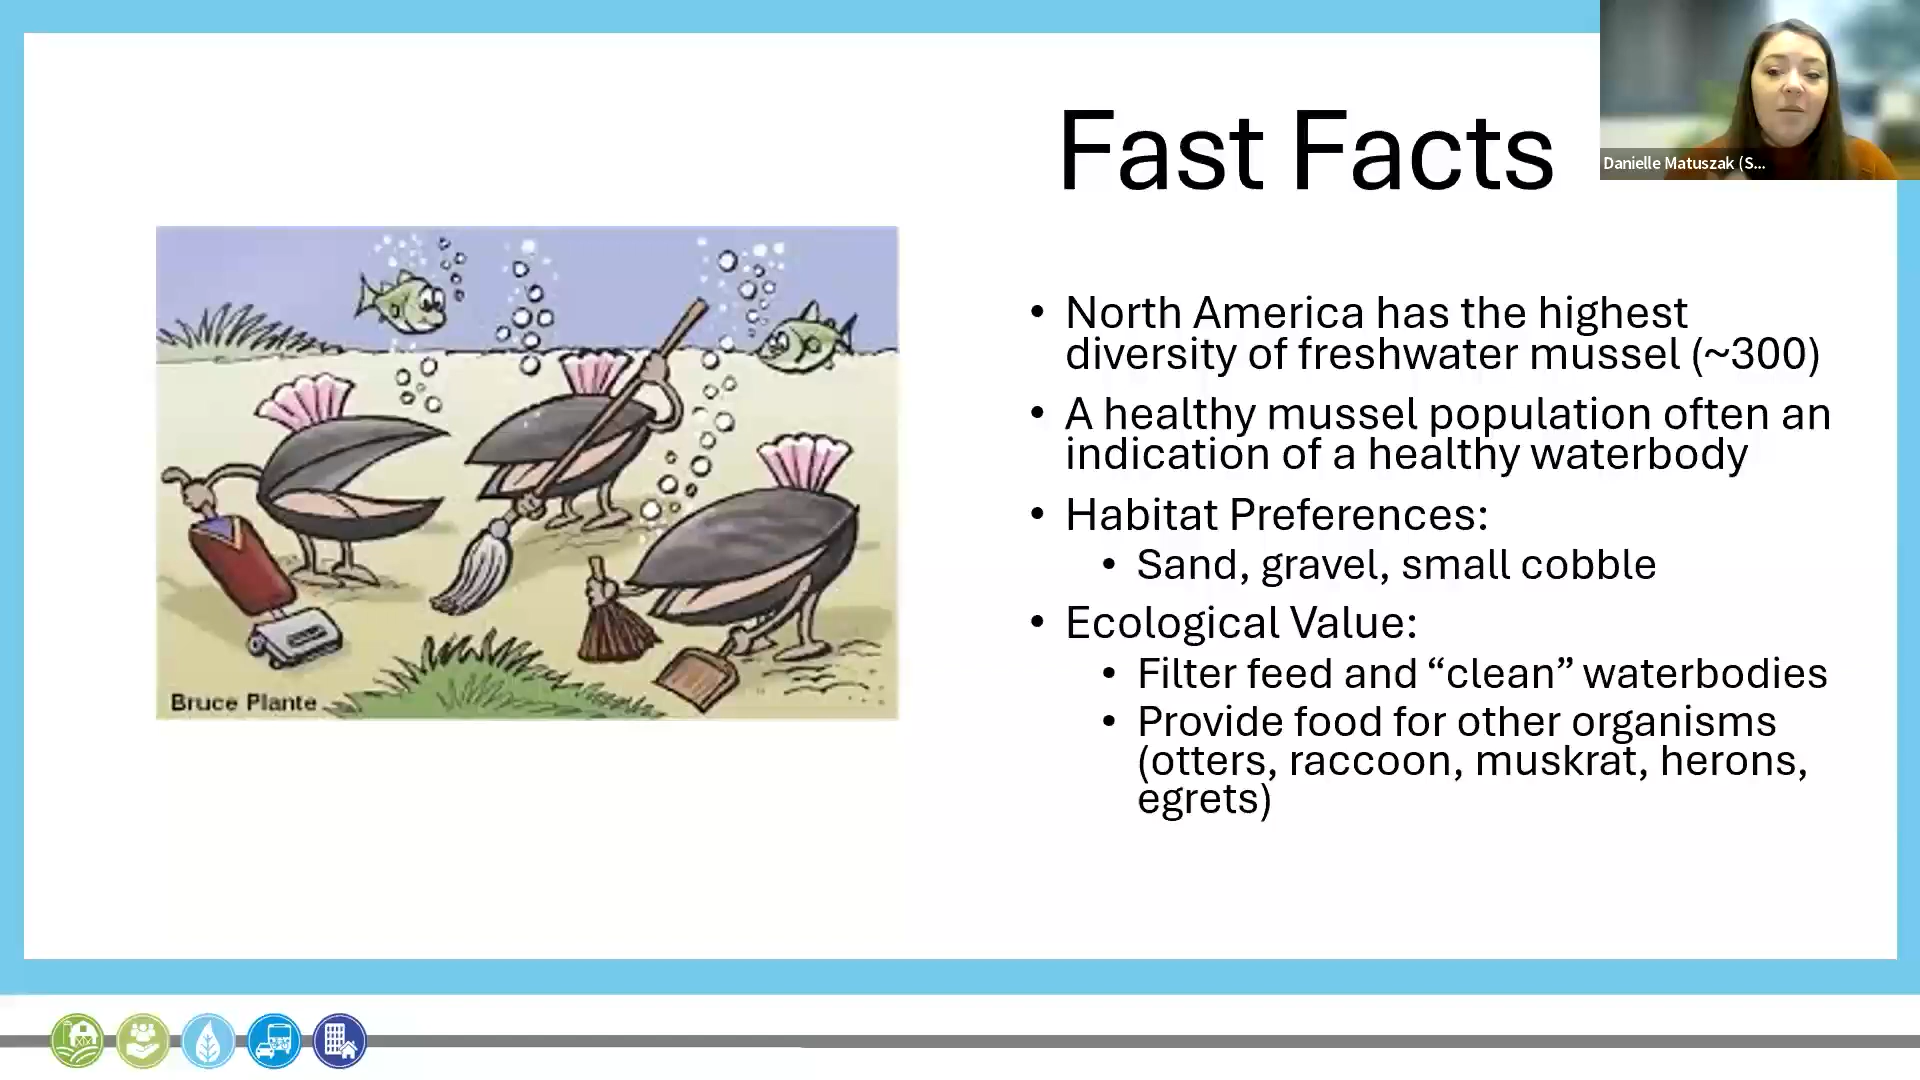 Fast Facts
Danielle Matuszak (S...
• North America has the highest
diversity of freshwater mussel (~300)
• A healthy mussel population often an
indication of a healthy waterbody
• Habitat Preferences:
• Sand, gravel, small cobble
• Ecological Value:
• Filter feed and “clean” waterbodies
• Provide food for other organisms
(otters, raccoon, muskrat, herons,
egrets)
Bruce Plante